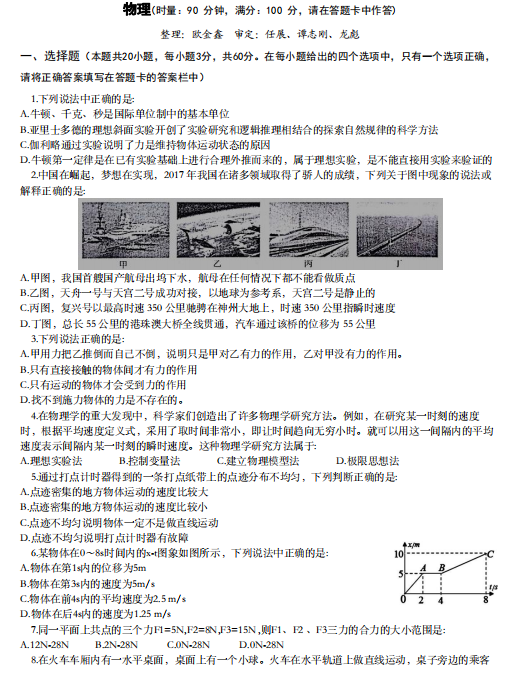 物理(时量：90 分钟，满分：100 分，请在答题卡中作答)
整理：欧金鑫 审定：任展、谭志刚、龙彪
一、选择题（本题共20小题，每小题3分，共60分。在每小题给出的四个选项中，只有一个选项正确，
请将正确答案填写在答题卡的答案栏中）
1.下列说法中正确的是:
A.牛顿、千克、秒是国际单位制中的基本单位
B.亚里士多德的理想斜面实验开创了实验研究和逻辑推理相结合的探索自然规律的科学方法
C.伽利略通过实验说明了力是维持物体运动状态的原因
D.牛顿第一定律是在已有实验基础上进行合理外推而来的，属于理想实验，是不能直接用实验来验证的
2.中国在崛起，梦想在实现，2017 年我国在诸多领域取得了骄人的成绩，下列关于图中现象的说法或
解释正确的是:
甲 乙 丙 丁
A.甲图，我国首艘国产航母出坞下水，航母在任何情况下都不能看做质点
B.乙图，天舟一号与天宫二号成功对接，以地球为参考系，天宫二号是静止的
C.丙图，复兴号以最高时速 350 公里驰骋在神州大地上，时速 350 公里指瞬时速度
D.丁图，总长 55 公里的港珠澳大桥全线贯通，汽车通过该桥的位移为 55 公里
3.下列说法正确的是:
A.甲用力把乙推倒而自己不倒，说明只是甲对乙有力的作用，乙对甲没有力的作用。
B.只有直接接触的物体间才有力的作用
C.只有运动的物体才会受到力的作用
D.找不到施力物体的力是不存在的。
4.在物理学的重大发现中，科学家们创造出了许多物理学研究方法。例如，在研究某一时刻的速度
时，根据平均速度定义式，采用了取时间非常小，即让时间趋向无穷小时。就可以用这一间隔内的平均
速度表示间隔内某一时刻的瞬时速度。这种物理学研究方法属于:
A.理想实验法 B.控制变量法 C.建立物理模型法 D.极限思想法
5.通过打点计时器得到的一条打点纸带上的点迹分布不均匀，下列判断正确的是:
A.点迹密集的地方物体运动的速度比较大
B.点迹密集的地方物体运动的速度比较小
C.点迹不均匀说明物体一定不是做直线运动
D.点迹不均匀说明打点计时器有故障
6.某物体在0～8s时间内的x-t图象如图所示，下列说法中正确的是:
A.物体在第1s内的位移为5m
B.物体在第3s内的速度为5m/s
C.物体在前4s内的平均速度为2.5 m/s
D.物体在后4s内的速度为1.25 m/s
x/m
10
5
A B C
0 2 4 8 t/s
7.同一平面上共点的三个力F1=5N,F2=8N,F3=15N ,则F1、F2 、F3三力的合力的大小范围是:
A.12N-28N B.2N-28N C.0N-28N D.0N-28N
8.在火车车厢内有一水平桌面，桌面上有一个小球。火车在水平轨道上做直线运动，桌子旁边的乘客